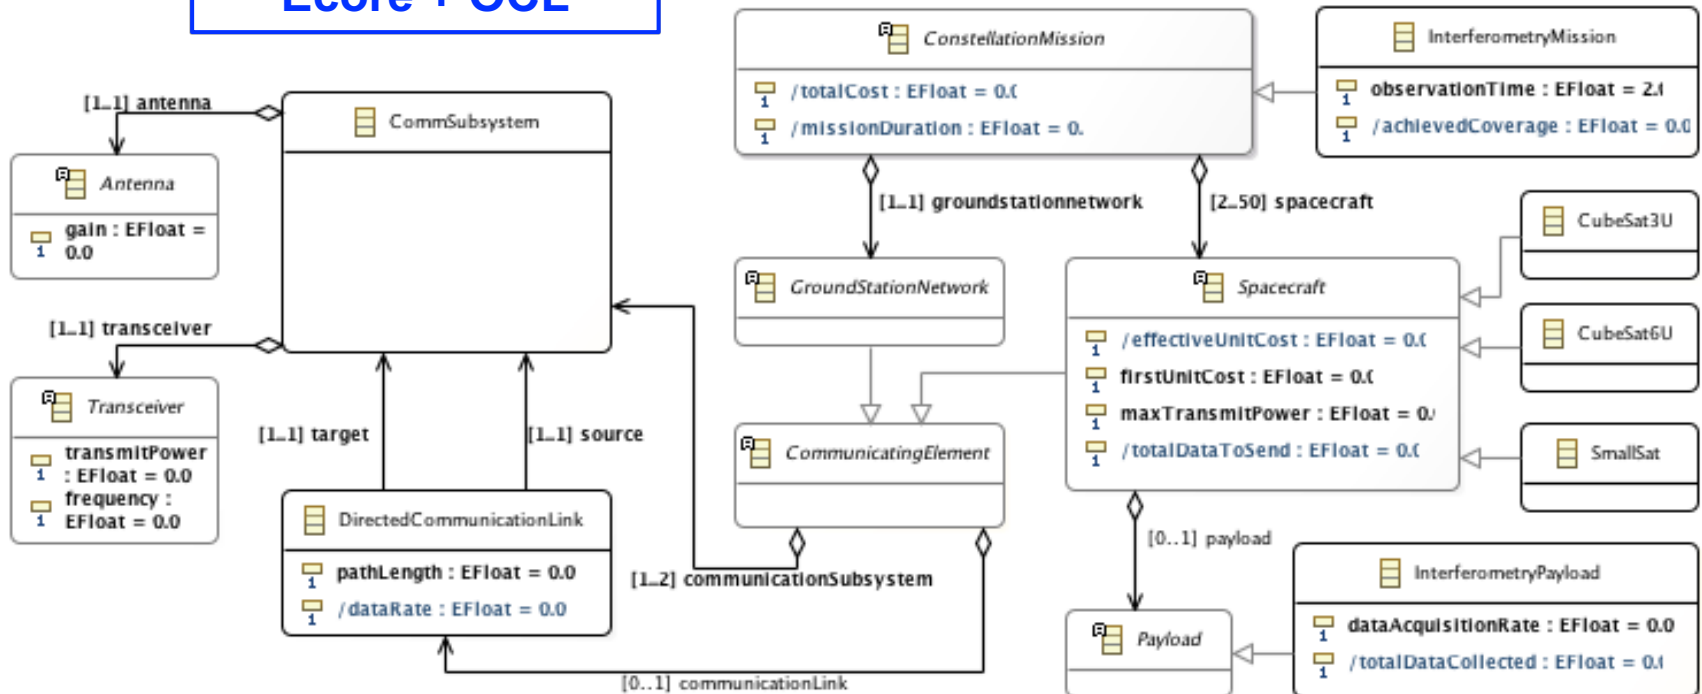 Ecore + OCL
ConstellationMission
/totalCost : EFloat = 0.(
/missionDuration : EFloat = 0.
InterferometryMission
observationTime : EFloat = 2.(
/achievedCoverage : EFloat = 0.0
[1..1] antenna
CommSubsystem
Antenna
gain : EFloat =
0.0
[1..1] groundstationnetwork
[2..50] spacecraft
CubeSat3U
GroundStationNetwork
Spacecraft
/effectiveUnitCost : EFloat = 0.(
firstUnitCost : EFloat = 0.(
maxTransmitPower : EFloat = 0.
/totalDataToSend : EFloat = 0.(
CubeSat6U
SmallSat
[1..1] transceiver
Transceiver
transmitPower
: EFloat = 0.0
frequency :
EFloat = 0.0
[1..1] target
[1..1] source
CommunicatingElement
DirectedCommunicationLink
pathLength : EFloat = 0.0
/dataRate : EFloat = 0.0
[1..2] communicationSubsystem
[0..1] payload
Payload
InterferometryPayload
dataAcquisitionRate : EFloat = 0.0
/totalDataCollected : EFloat = 0.(
[0..1] communicationLink